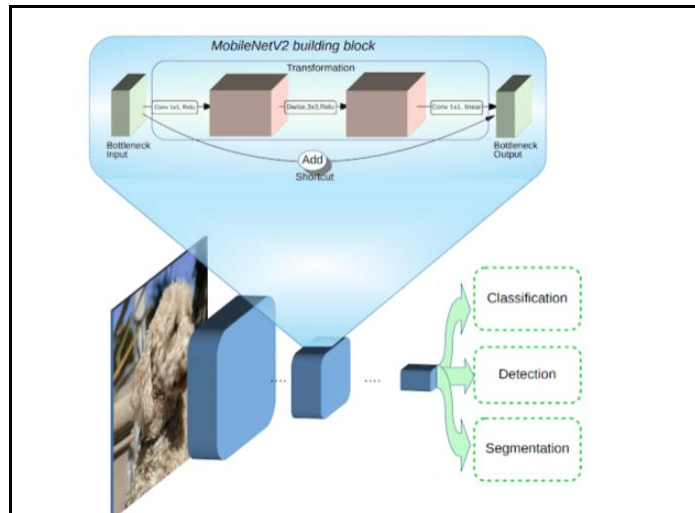 MobileNetV2 building block
Transformation
Conv 1x1, Relu
Dwise,3x3,Relu
Conv 1x1, linear
Bottleneck
Input
Add
Shortcut
Bottleneck
Output
Classification
Detection
Segmentation